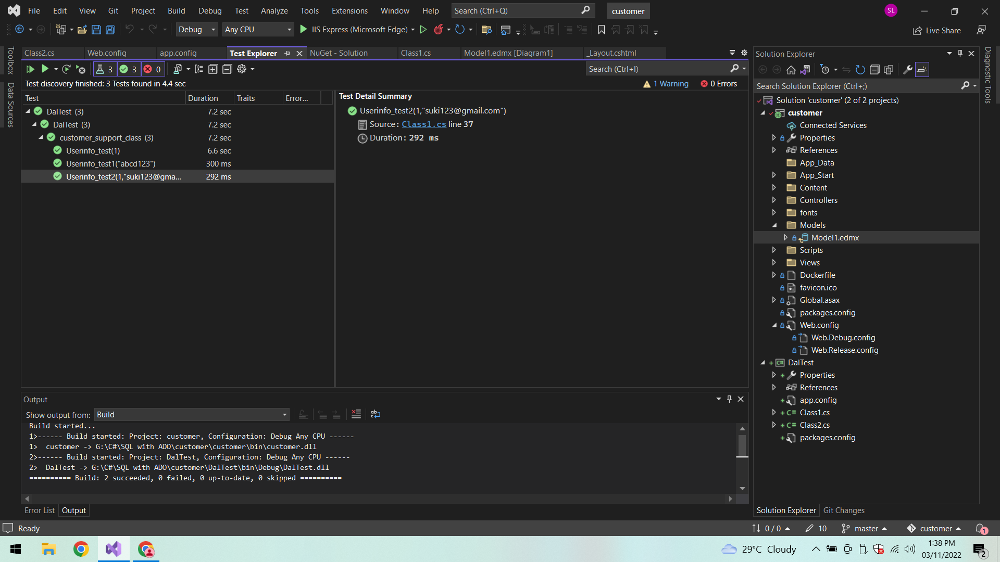 File Edit View Git Project Build Debug Test Analyze Tools Extensions Window Help Search (Ctrl+Q) customer SL
Debug Any CPU IIS Express (Microsoft Edge) Live Share
Toolbox
Data Sources
Class2.cs Web.config app.config Test Explorer NuGet - Solution Class1.cs Model1.edmx [Diagram1] _Layout.cshtml
3 3 0 Search (Ctrl+I)
Test discovery finished: 3 Tests found in 4.4 sec 1 Warning 0 Errors
Test Duration Traits Error...
DalTest (3) 7.2 sec
DalTest (3) 7.2 sec
customer_support_class (3) 7.2 sec
Userinfo_test(1) 6.6 sec
Userinfo_test1("abcd123") 300 ms
Userinfo_test2(1,"suki123@gma... 292 ms
Test Detail Summary
Userinfo_test2(1,"suki123@gmail.com")
Source: Class1.cs line 37
Duration: 292 ms
Output
Show output from: Build
Build started...
1>------ Build started: Project: customer, Configuration: Debug Any CPU ------
1>  customer -> G:\C#\SQL with ADO\customer\customer\bin\customer.dll
2>------ Build started: Project: DalTest, Configuration: Debug Any CPU ------
2>  DalTest -> G:\C#\SQL with ADO\customer\DalTest\bin\Debug\DalTest.dll
========== Build: 2 succeeded, 0 failed, 0 up-to-date, 0 skipped ==========
Error List Output
Solution Explorer
Search Solution Explorer (Ctrl+;)
Solution 'customer' (2 of 2 projects)
customer
Connected Services
Properties
References
App_Data
App_Start
Content
Controllers
fonts
Models
Model1.edmx
Scripts
Views
Dockerfile
favicon.ico
Global.asax
packages.config
Web.config
Web.Debug.config
Web.Release.config
DalTest
Properties
References
app.config
Class1.cs
Class2.cs
packages.config
Solution Explorer Git Changes
Diagnostic Tools
Ready 0 / 0 10 master customer 1
29°C Cloudy
1:38 PM
03/11/2022
2